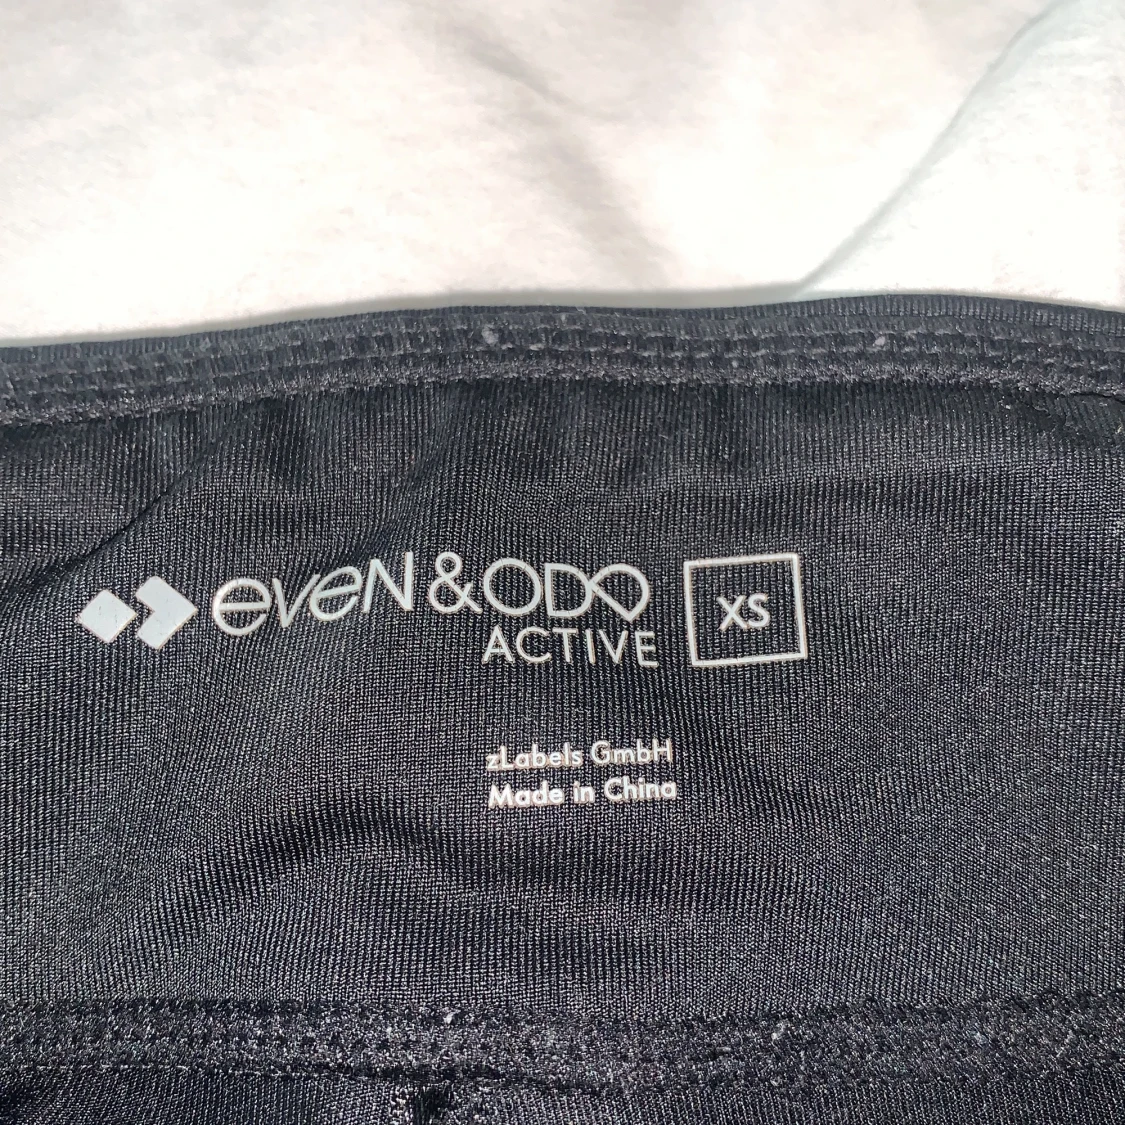 eveN & ODD
ACTIVE
XS
zLabels GmbH
Made in China